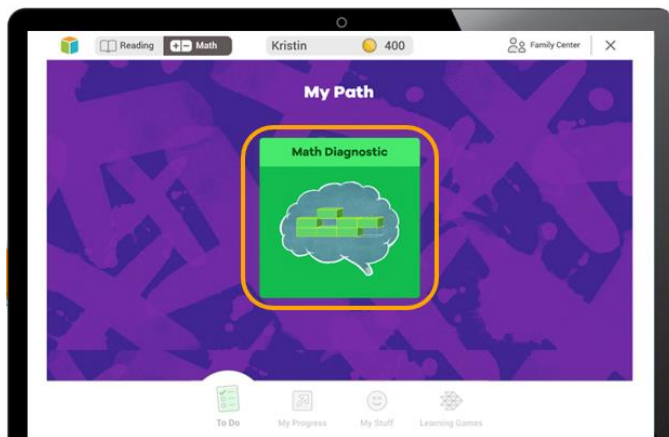 Reading Math Kristin 400 Family Center
My Path
Math Diagnostic
To Do My Progress My Stuff Learning Games